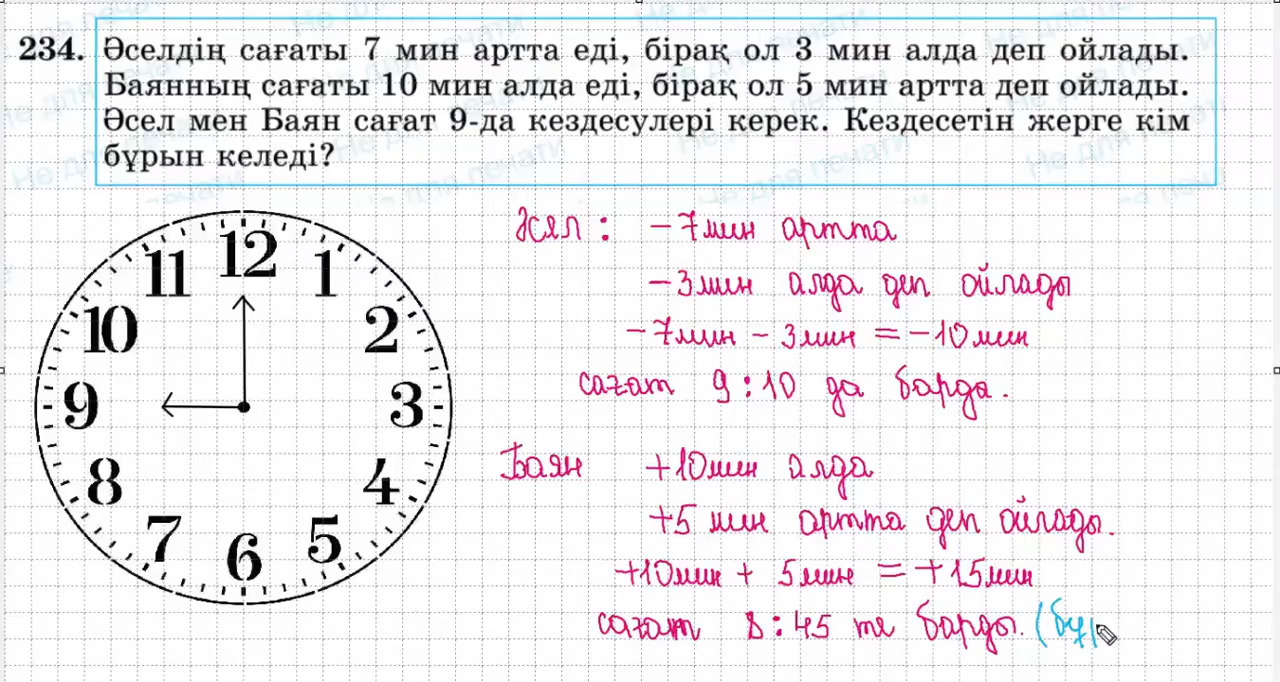 234. Әселдің сағаты 7 мин артта еді, бірақ ол 3 мин алда деп ойлады.
Баянның сағаты 10 мин алда еді, бірақ ол 5 мин артта деп ойлады.
Әсел мен Баян сағат 9-да кездесулері керек. Кездесетін жерге кім
бұрын келеді?
12
11
1
10
2
9
3
8
4
7
5
6
Әсел : -7мин артта
-3мин алда деп ойлады
-7мин - 3мин = -10мин
сағат 9:10 да барды.
Баян +10мин алда
+5 мин артта деп ойлады.
+10мин + 5мин = +15мин
сағат 8:45 те барды. (бұр